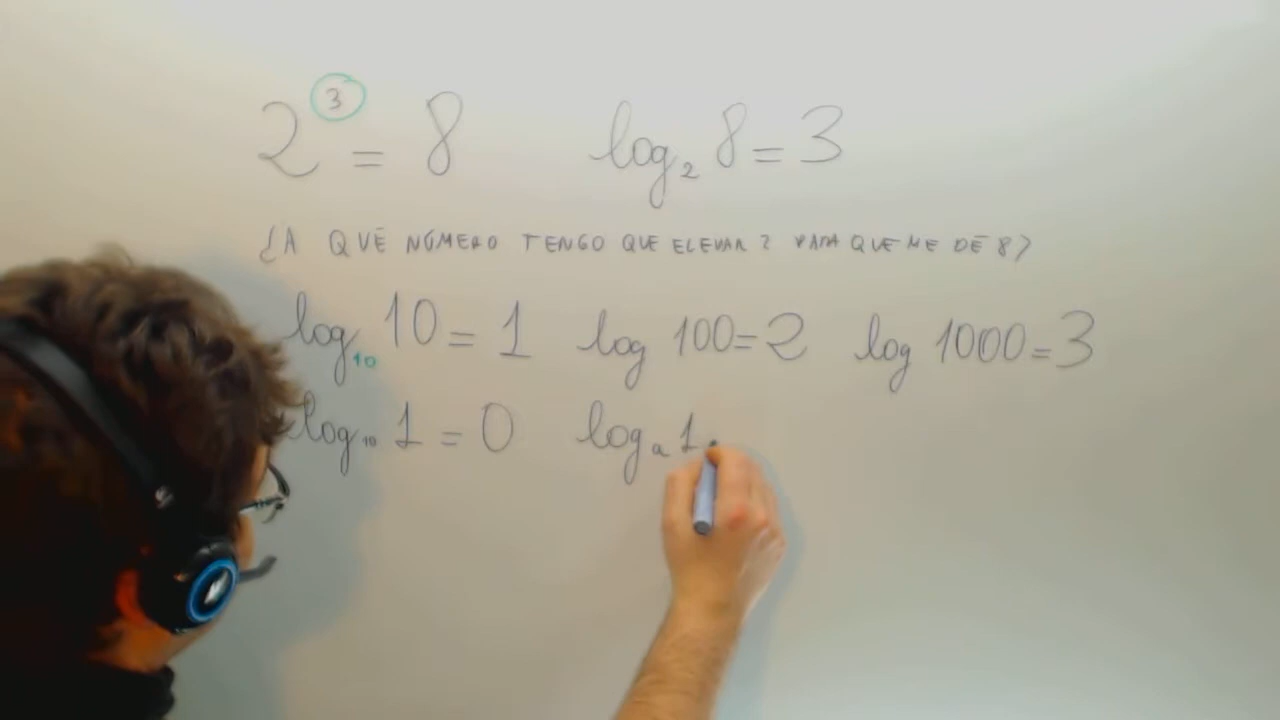 2³ = 8 log₂ 8 = 3
¿A QUÉ NÚMERO TENGO QUE ELEVAR 2 PARA QUE ME DÉ 8?
log₁₀ 10 = 1 log 100 = 2 log 1000 = 3
log₁₀ 1 = 0 logₐ 1